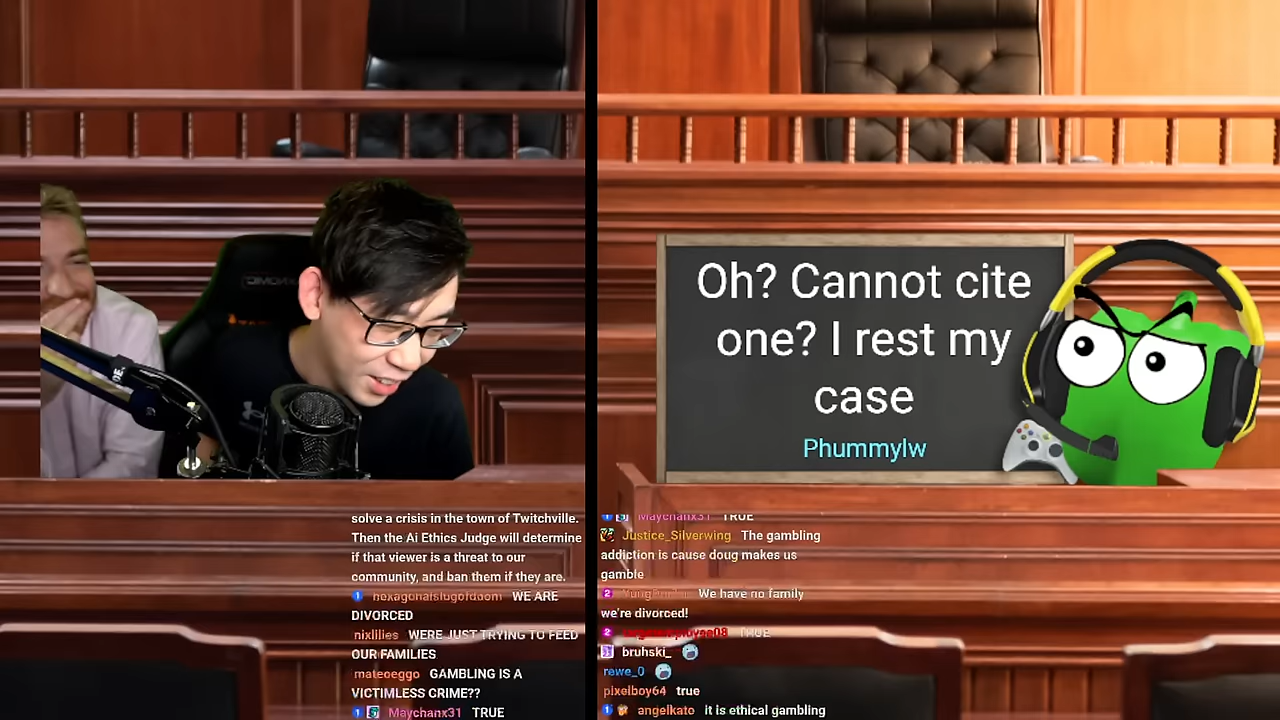 Oh? Cannot cite
one? I rest my
case
Phummylw
solve a crisis in the town of Twitchville.
Then the Ai Ethics Judge will determine
if that viewer is a threat to our
community, and ban them if they are.
hexagonalslugofdoom WE ARE
DIVORCED
nixlilies WERE JUST TRYING TO FEED
OUR FAMILIES
mateoeggo GAMBLING IS A
VICTIMLESS CRIME??
Maychanx31 TRUE
Maychanx31 TRUE
Justice_Silverwing The gambling
addiction is cause doug makes us
gamble
We have no family
we're divorced!
TRUE
bruhski_
rewe_0
pixelboy64 true
angelkato it is ethical gambling